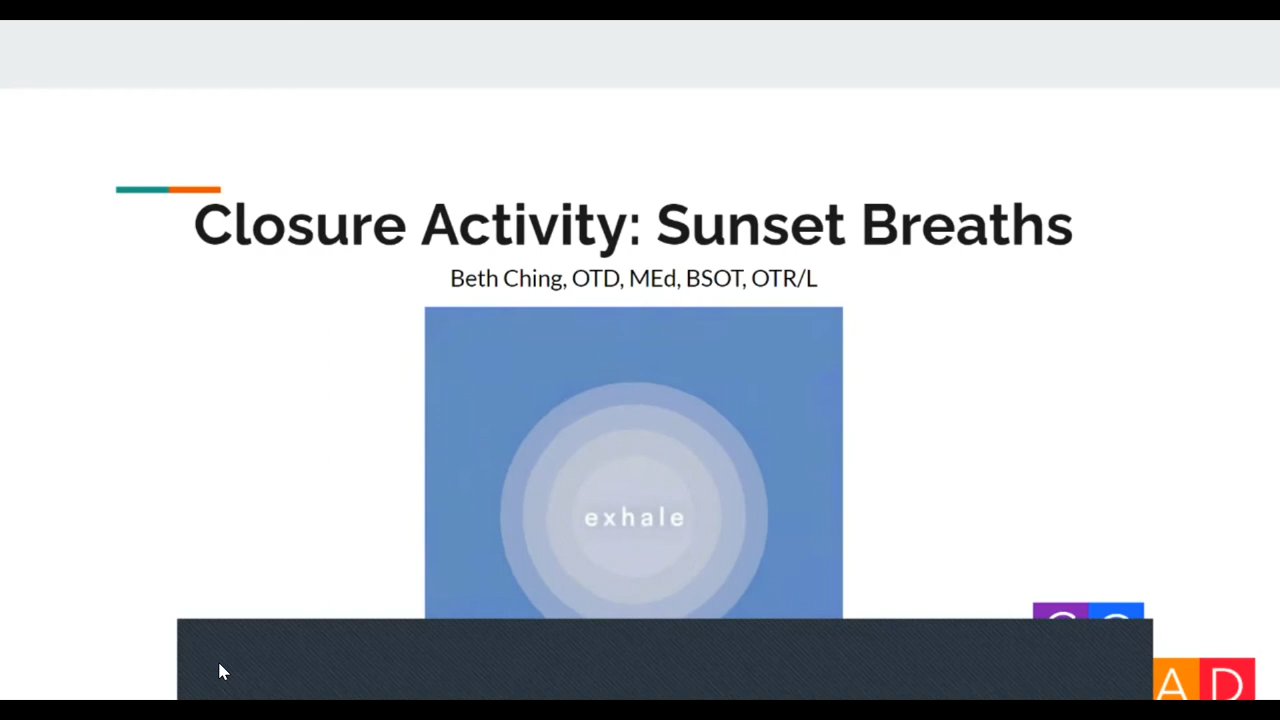 Closure Activity: Sunset Breaths
Beth Ching, OTD, MEd, BSOT, OTR/L
exhale
A D